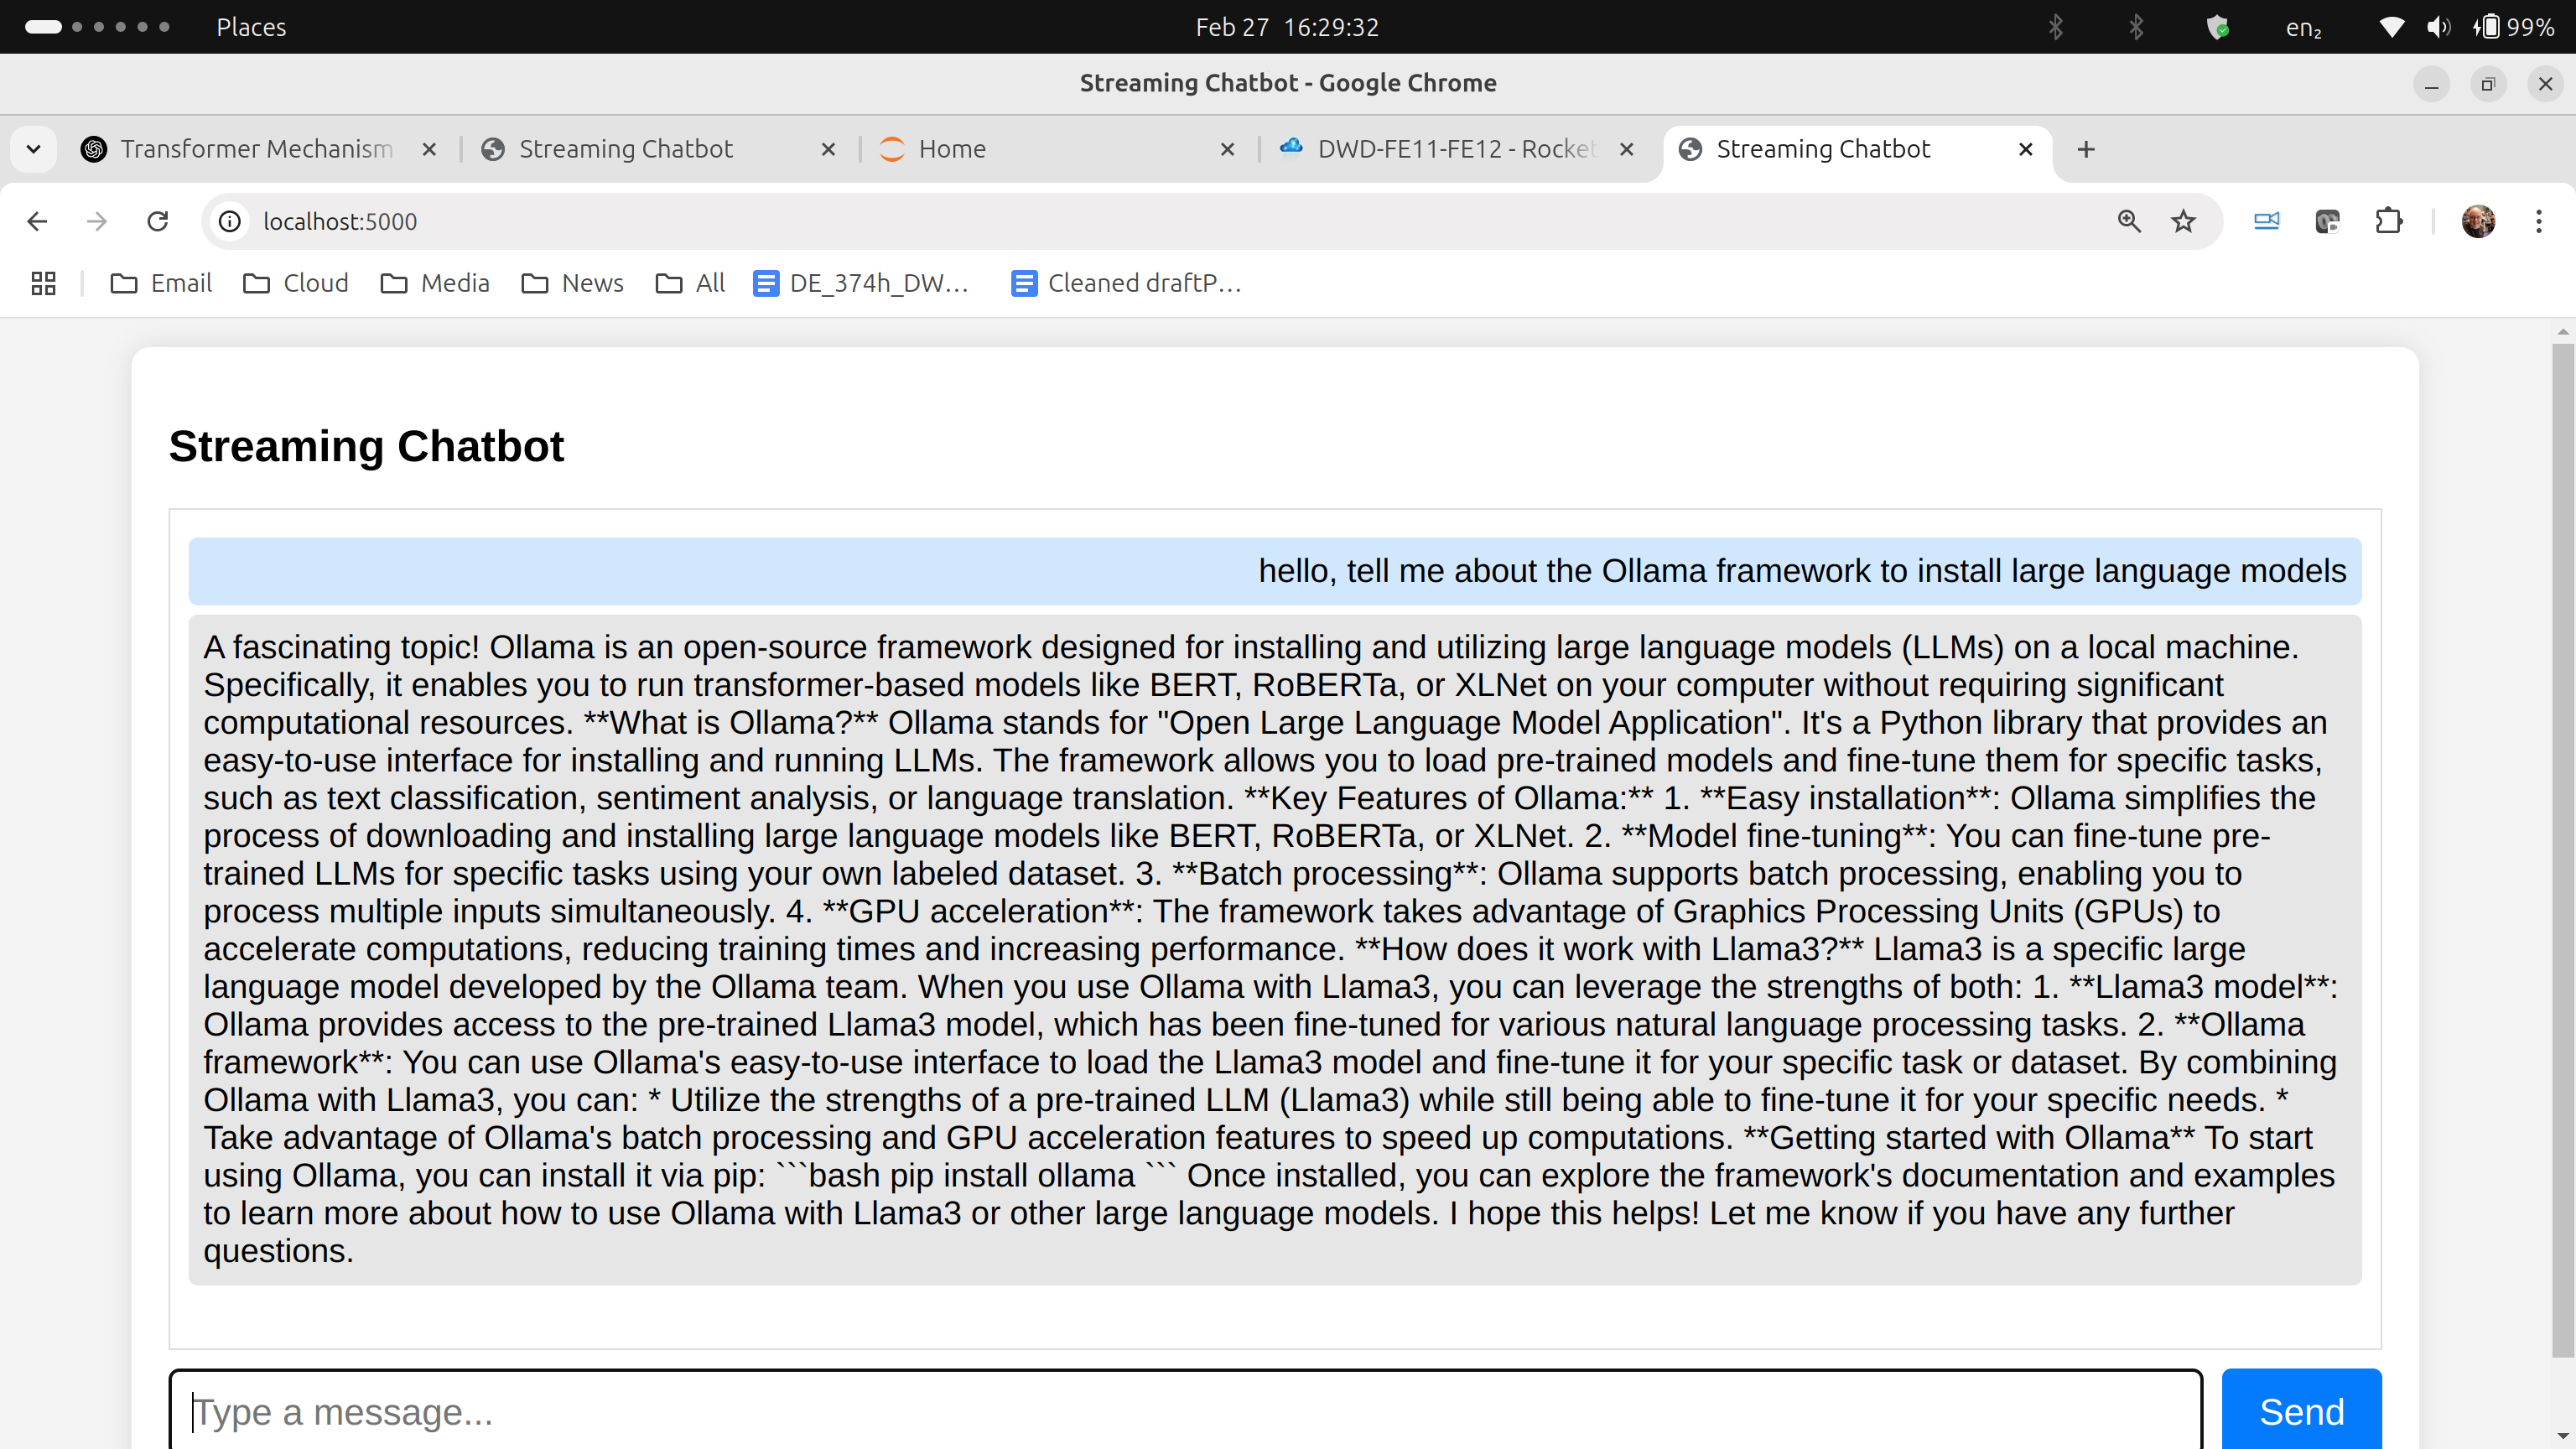 Places
Feb 27 16:29:32
en₂
99%
Streaming Chatbot - Google Chrome
Transformer Mechanism
Streaming Chatbot
Home
DWD-FE11-FE12 - Rocket
Streaming Chatbot
localhost:5000
Email
Cloud
Media
News
All
DE_374h_DW...
Cleaned draftP...
Streaming Chatbot
hello, tell me about the Ollama framework to install large language models
A fascinating topic! Ollama is an open-source framework designed for installing and utilizing large language models (LLMs) on a local machine.
Specifically, it enables you to run transformer-based models like BERT, RoBERTa, or XLNet on your computer without requiring significant
computational resources. **What is Ollama?** Ollama stands for "Open Large Language Model Application". It's a Python library that provides an
easy-to-use interface for installing and running LLMs. The framework allows you to load pre-trained models and fine-tune them for specific tasks,
such as text classification, sentiment analysis, or language translation. **Key Features of Ollama:** 1. **Easy installation**: Ollama simplifies the
process of downloading and installing large language models like BERT, RoBERTa, or XLNet. 2. **Model fine-tuning**: You can fine-tune pre-
trained LLMs for specific tasks using your own labeled dataset. 3. **Batch processing**: Ollama supports batch processing, enabling you to
process multiple inputs simultaneously. 4. **GPU acceleration**: The framework takes advantage of Graphics Processing Units (GPUs) to
accelerate computations, reducing training times and increasing performance. **How does it work with Llama3?** Llama3 is a specific large
language model developed by the Ollama team. When you use Ollama with Llama3, you can leverage the strengths of both: 1. **Llama3 model**:
Ollama provides access to the pre-trained Llama3 model, which has been fine-tuned for various natural language processing tasks. 2. **Ollama
framework**: You can use Ollama's easy-to-use interface to load the Llama3 model and fine-tune it for your specific task or dataset. By combining
Ollama with Llama3, you can: * Utilize the strengths of a pre-trained LLM (Llama3) while still being able to fine-tune it for your specific needs. *
Take advantage of Ollama's batch processing and GPU acceleration features to speed up computations. **Getting started with Ollama** To start
using Ollama, you can install it via pip: ```bash pip install ollama ``` Once installed, you can explore the framework's documentation and examples
to learn more about how to use Ollama with Llama3 or other large language models. I hope this helps! Let me know if you have any further
questions.
Type a message...
Send